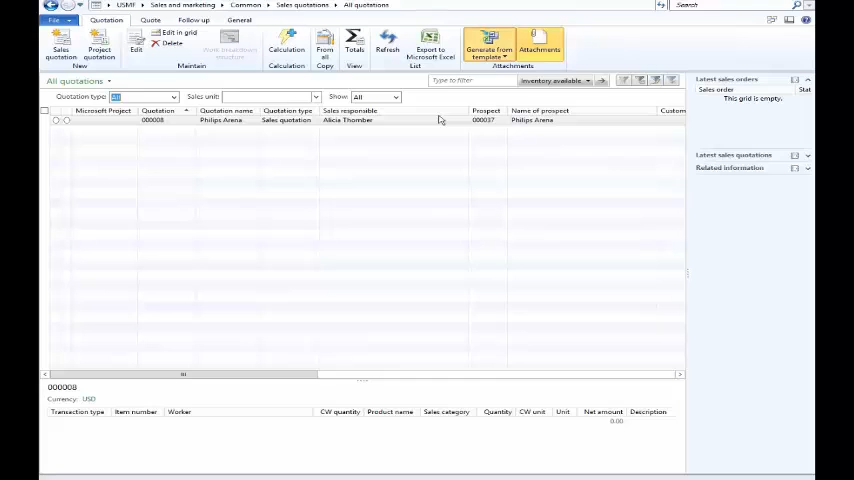 USMF ▸ Sales and marketing ▸ Common ▸ Sales quotations ▸ All quotations
Search
File Quotation Quote Follow up General
Sales quotation
Project quotation
New
Edit
Edit in grid
Delete
Maintain
Work breakdown structure
Calculation
Calculation
From all
Copy
Totals
View
Refresh
Export to Microsoft Excel
List
Generate from template
Attachments
Attachments
All quotations
Type to filter
Inventory available
Quotation type: All Sales unit: Show: All
Microsoft Project Quotation Quotation name Quotation type Sales responsible Prospect Name of prospect Custom
000008 Philips Arena Sales quotation Alicia Thornber 000037 Philips Arena
Latest sales orders
Sales order Stat
This grid is empty.
Latest sales quotations
Related information
000008
Currency: USD
Transaction type Item number Worker CW quantity Product name Sales category Quantity CW unit Unit Net amount Description
0.00